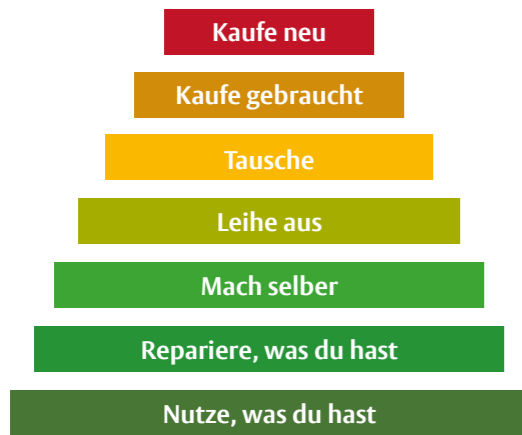 Kaufe neu
Kaufe gebraucht
Tausche
Leihe aus
Mach selber
Repariere, was du hast
Nutze, was du hast